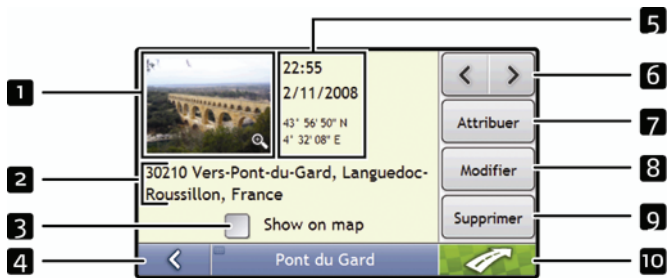 5
22:55
1
6
2/11/2008
43° 56' 50" N
Attribuer
7
4° 32' 08" E
2
30210 Vers-Pont-du-Gard, Languedoc-
Modifier
8
Roussillon, France
3
Show on map
Supprimer
9
4
Pont du Gard
10